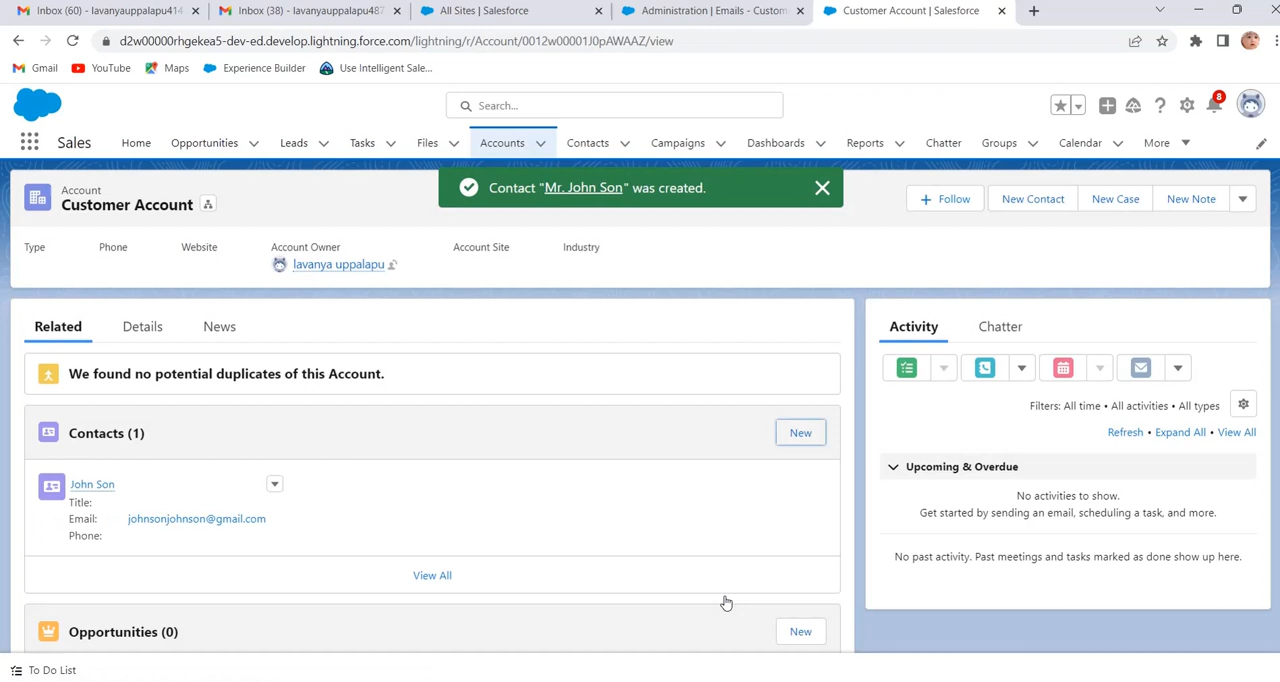 Inbox (60) - lavanyauppalapu414
Inbox (38) - lavanyauppalapu487
All Sites | Salesforce
Administration | Emails - Custom
Customer Account | Salesforce
d2w00000rhgekea5-dev-ed.develop.lightning.force.com/lightning/r/Account/0012w00001J0pAWAAZ/view
Gmail YouTube Maps Experience Builder Use Intelligent Sale...
Search...
8
Sales Home Opportunities Leads Tasks Files Accounts Contacts Campaigns Dashboards Reports Chatter Groups Calendar More
Contact "Mr. John Son" was created.
Account
Customer Account
Follow New Contact New Case New Note
Type Phone Website Account Owner Account Site Industry
lavanya uppalapu
Related Details News
We found no potential duplicates of this Account.
Contacts (1)
New
John Son
Title:
Email: johnsonjohnson@gmail.com
Phone:
View All
Opportunities (0)
New
Activity Chatter
Filters: All time • All activities • All types
Refresh • Expand All • View All
Upcoming & Overdue
No activities to show.
Get started by sending an email, scheduling a task, and more.
No past activity. Past meetings and tasks marked as done show up here.
To Do List